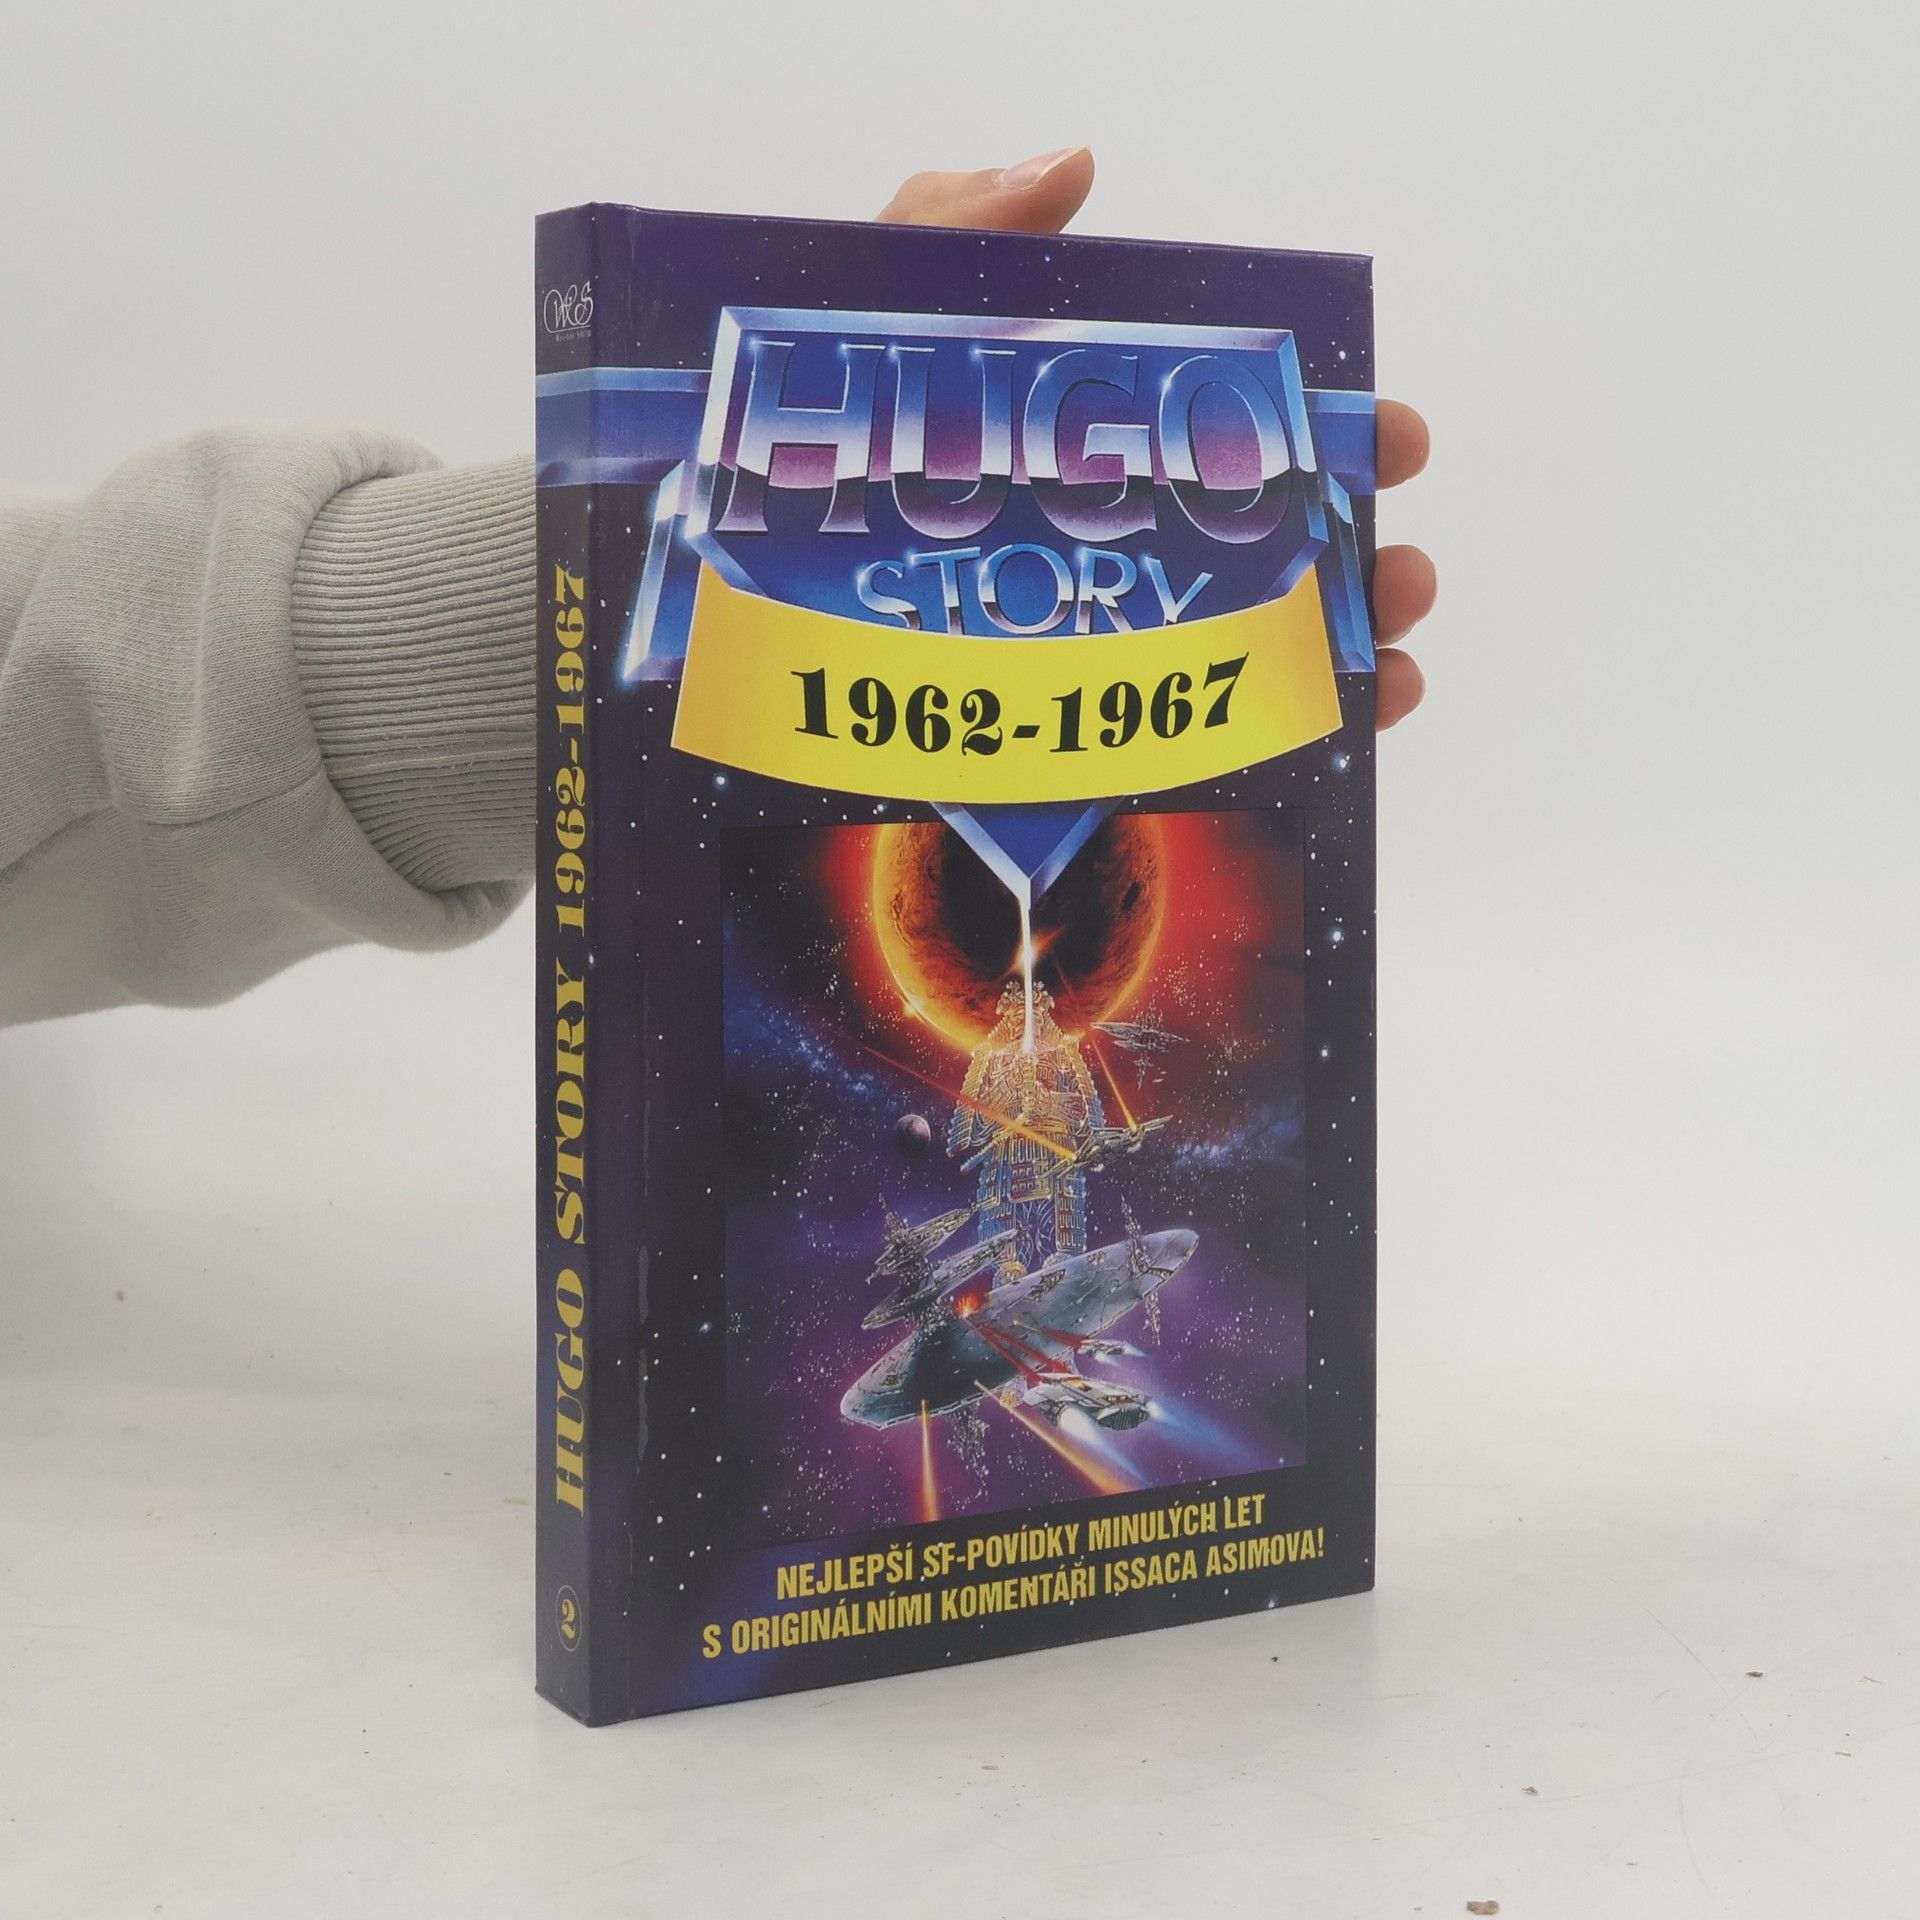 HUGO
STORY
1962-1967
NEJLEPŠÍ SF-POVÍDKY MINULÝCH LET
S ORIGINÁLNÍMI KOMENTÁŘI ISSACA ASIMOVA!
W&S
HUGO STORY 1962-1967
2